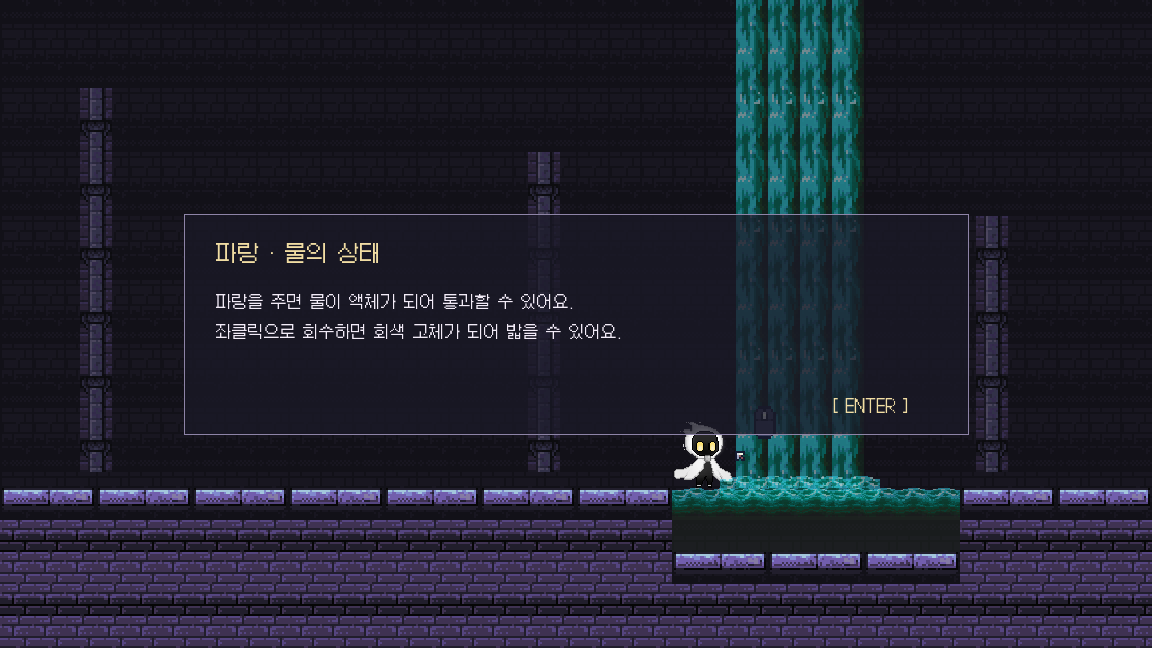 파랑 · 물의 상태
파랑을 주면 물이 액체가 되어 통과할 수 있어요.
좌클릭으로 회수하면 회색 고체가 되어 밟을 수 있어요.
[ ENTER ]